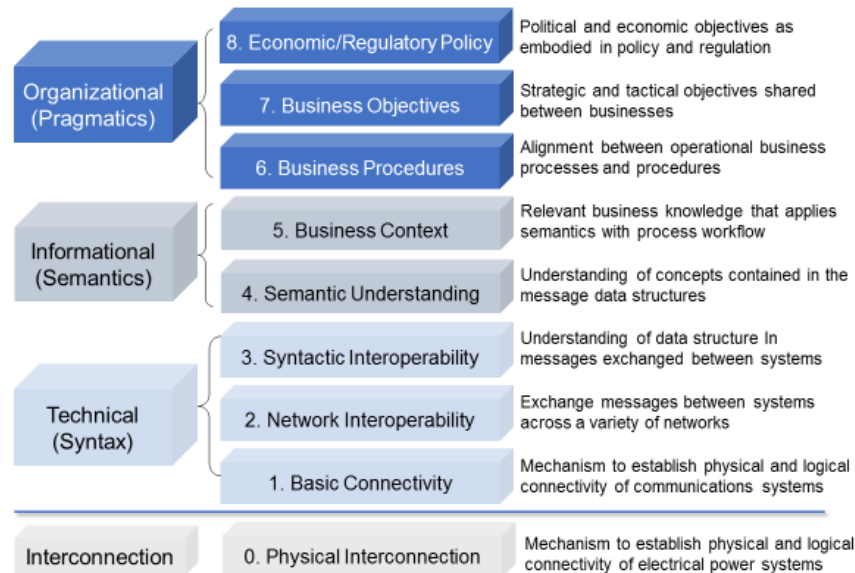 8. Economic/Regulatory Policy
Political and economic objectives as
embodied in policy and regulation
Organizational
(Pragmatics)
7. Business Objectives
Strategic and tactical objectives shared
between businesses
6. Business Procedures
Alignment between operational business
processes and procedures
Informational
(Semantics)
5. Business Context
Relevant business knowledge that applies
semantics with process workflow
4. Semantic Understanding
Understanding of concepts contained in the
message data structures
Technical
(Syntax)
3. Syntactic Interoperability
Understanding of data structure In
messages exchanged between systems
2. Network Interoperability
Exchange messages between systems
across a variety of networks
1. Basic Connectivity
Mechanism to establish physical and logical
connectivity of communications systems
Interconnection
0. Physical Interconnection
Mechanism to establish physical and logical
connectivity of electrical power systems